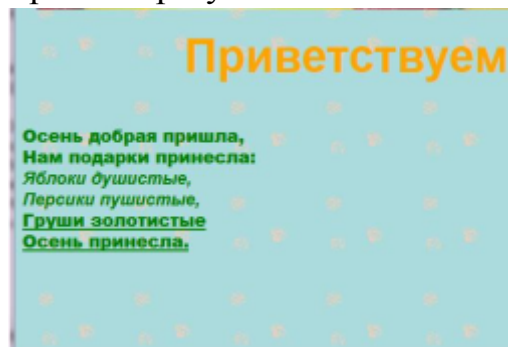 Приветствуем
Осень добрая пришла,
Нам подарки принесла:
Яблоки душистые,
Персики пушистые,
Груши золотистые
Осень принесла.